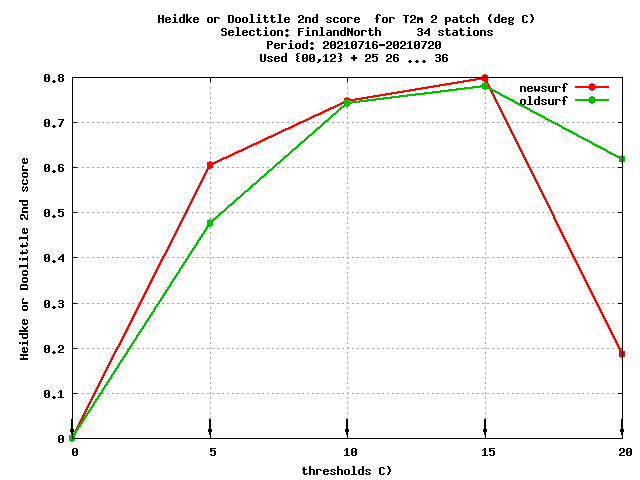 Heidke or Doolittle 2nd score  for T2m 2 patch (deg C)
Selection: FinlandNorth     34 stations
Period: 20210716-20210720
Used {00,12} + 25 26 ... 36
newsurf
oldsurf
Heidke or Doolittle 2nd score
0.8
0.7
0.6
0.5
0.4
0.3
0.2
0.1
0
0 5 10 15 20
thresholds C)